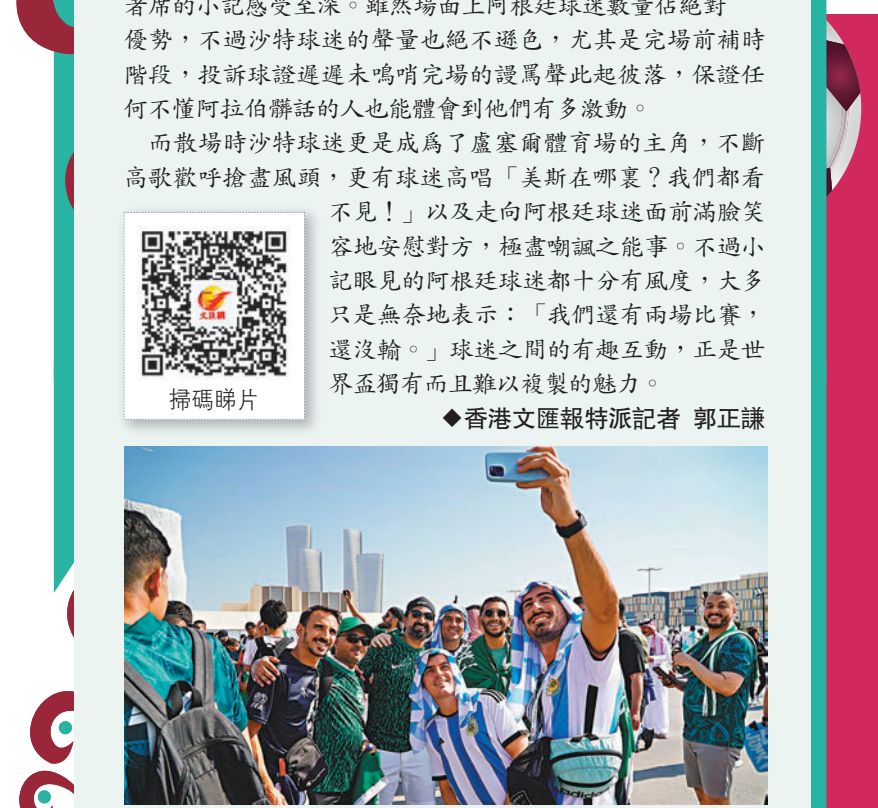 者席的小記感受至深。雖然場面上阿根廷球迷數量佔絕對
優勢，不過沙特球迷的聲量也絕不遜色，尤其是完場前補時
階段，投訴球證遲遲未鳴哨完場的謾罵聲此起彼落，保證任
何不懂阿拉伯髒話的人也能體會到他們有多激動。
而散場時沙特球迷更是成爲了盧塞爾體育場的主角，不斷
高歌歡呼搶盡風頭，更有球迷高唱「美斯在哪裏？我們都看
不見！」以及走向阿根廷球迷面前滿臉笑
容地安慰對方，極盡嘲諷之能事。不過小
記眼見的阿根廷球迷都十分有風度，大多
只是無奈地表示：「我們還有兩場比賽，
還沒輸。」球迷之間的有趣互動，正是世
界盃獨有而且難以複製的魅力。
文匯網
掃碼睇片
◆香港文匯報特派記者 郭正謙
adidas